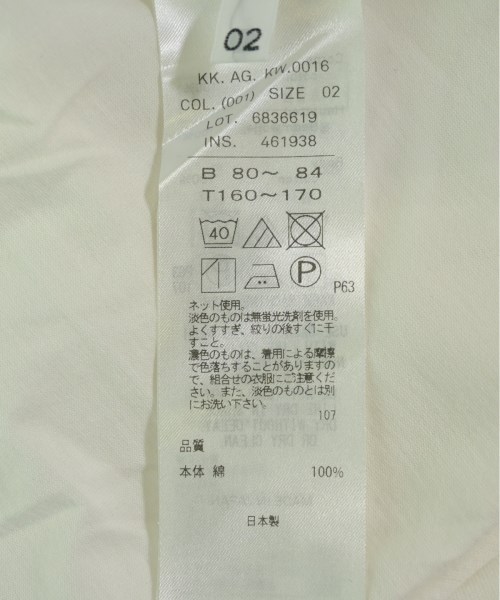 02
KK. AG. KW.0016
COL. (001) SIZE 02
LOT. 6836619
INS. 461938
B 80～ 84
T160～170
40
P
P63
ネット使用。
淡色のものは無蛍光洗剤を使用。
よくすすぎ、絞りの後すぐに干
すこと。
濃色のものは、着用による摩擦
で色落ちすることがありますの
で、組合せの衣服にご注意くだ
さい。また、淡色のものとは別
にお洗い下さい。
107
品質
本体 綿 100%
日本製